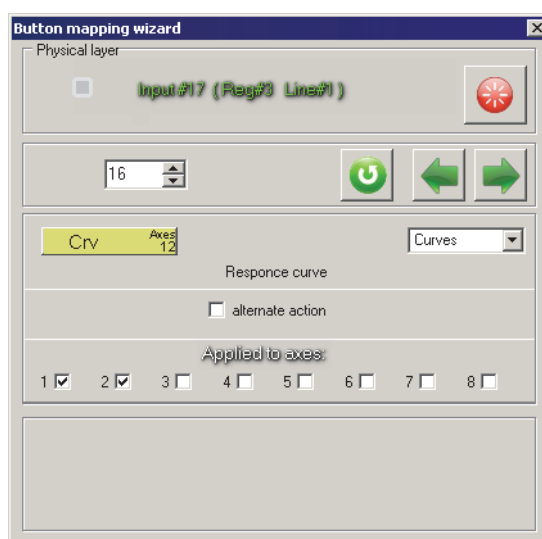 Button mapping wizard
Physical layer
Input#17 (Reg#3 Line#1)
16
Crv Axes 12
Curves
Responce curve
alternate action
Applied to axes:
1 2 3 4 5 6 7 8